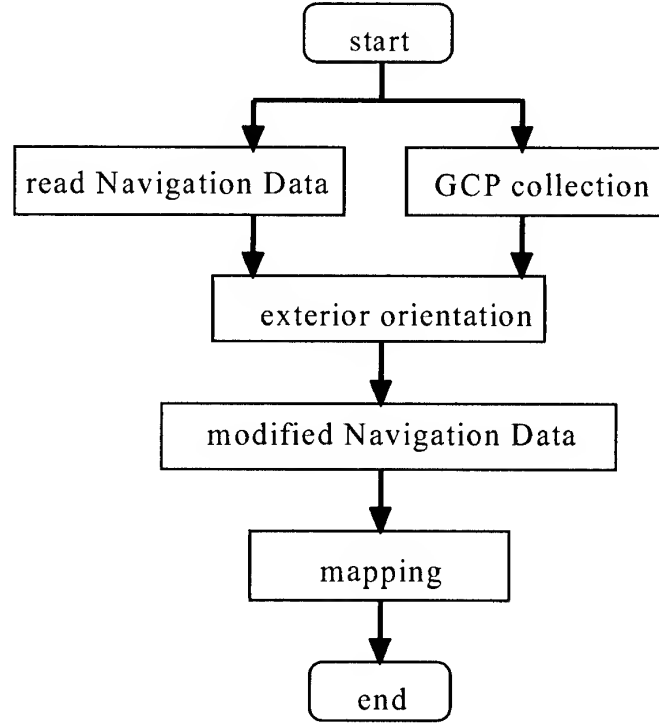 start
read Navigation Data
GCP collection
exterior orientation
modified Navigation Data
mapping
end